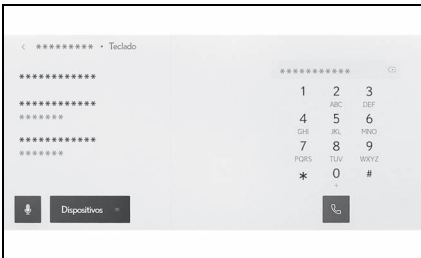 < ********* • Teclado
************
************
*******
************
*******
***********
1 2 3
ABC DEF
4 5 6
GHI JKL MNO
7 8 9
PQRS TUV WXYZ
* 0 #
+
Dispositivos